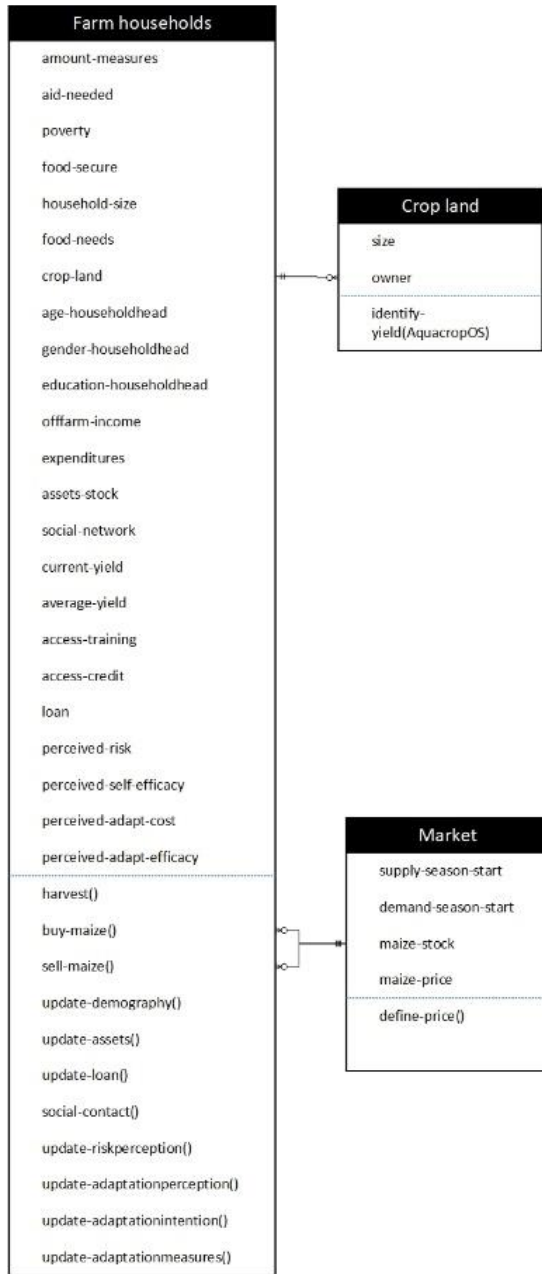 Farm households
amount-measures
aid-needed
poverty
food-secure
household-size
food-needs
crop-land
age-householdhead
gender-householdhead
education-householdhead
offfarm-income
expenditures
assets-stock
social-network
current-yield
average-yield
access-training
access-credit
loan
perceived-risk
perceived-self-efficacy
perceived-adapt-cost
perceived-adapt-efficacy
harvest()
buy-maize()
sell-maize()
update-demography()
update-assets()
update-loan()
social-contact()
update-riskperception()
update-adaptationperception()
update-adaptationintention()
update-adaptationmeasures()
Crop land
size
owner
identify-
yield(AquacropOS)
Market
supply-season-start
demand-season-start
maize-stock
maize-price
define-price()